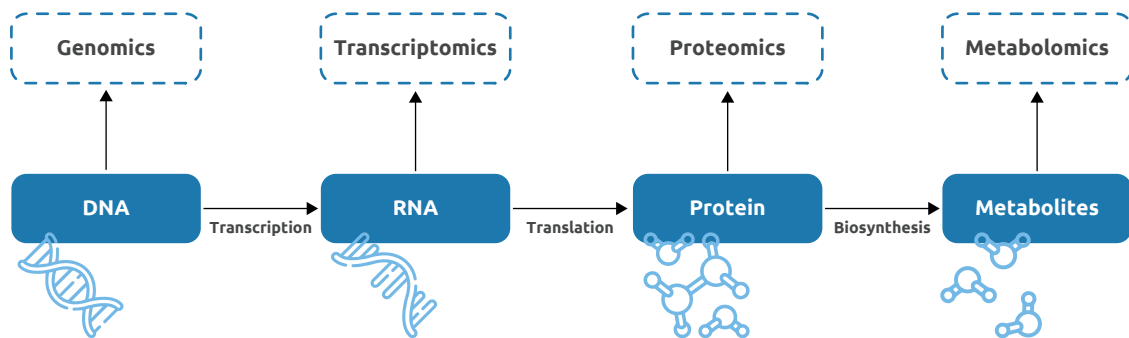 Genomics
Transcriptomics
Proteomics
Metabolomics
DNA
Transcription
RNA
Translation
Protein
Biosynthesis
Metabolites